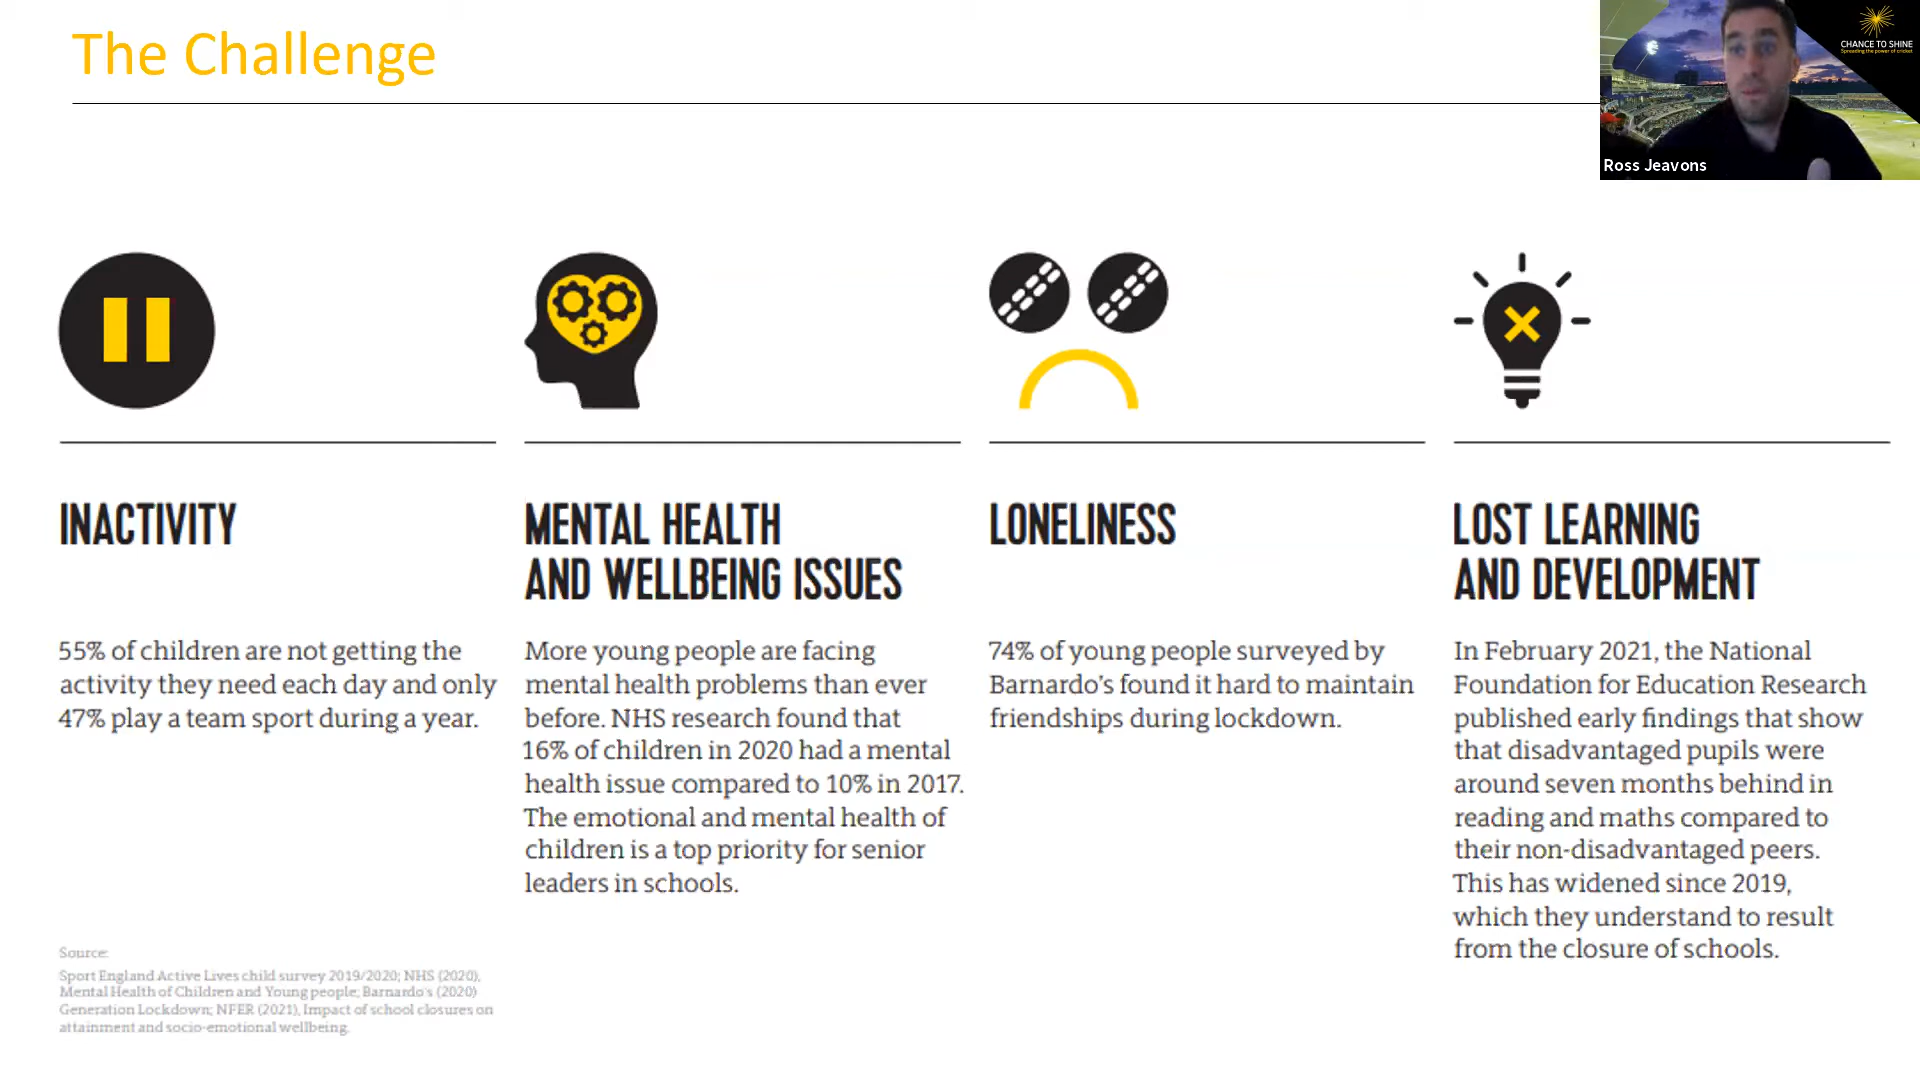 The Challenge
CHANCE TO SHINE
Spreading the power of cricket
Ross Jeavons
INACTIVITY
55% of children are not getting the
activity they need each day and only
47% play a team sport during a year.
MENTAL HEALTH
AND WELLBEING ISSUES
More young people are facing
mental health problems than ever
before. NHS research found that
16% of children in 2020 had a mental
health issue compared to 10% in 2017.
The emotional and mental health of
children is a top priority for senior
leaders in schools.
LONELINESS
74% of young people surveyed by
Barnardo's found it hard to maintain
friendships during lockdown.
LOST LEARNING
AND DEVELOPMENT
In February 2021, the National
Foundation for Education Research
published early findings that show
that disadvantaged pupils were
around seven months behind in
reading and maths compared to
their non-disadvantaged peers.
This has widened since 2019,
which they understand to result
from the closure of schools.
Source:
Sport England Active Lives child survey 2019/2020; NHS (2020),
Mental Health of Children and Young people; Barnardo's (2020)
Generation Lockdown; NFER (2021), Impact of school closures on
attainment and socio-emotional wellbeing.